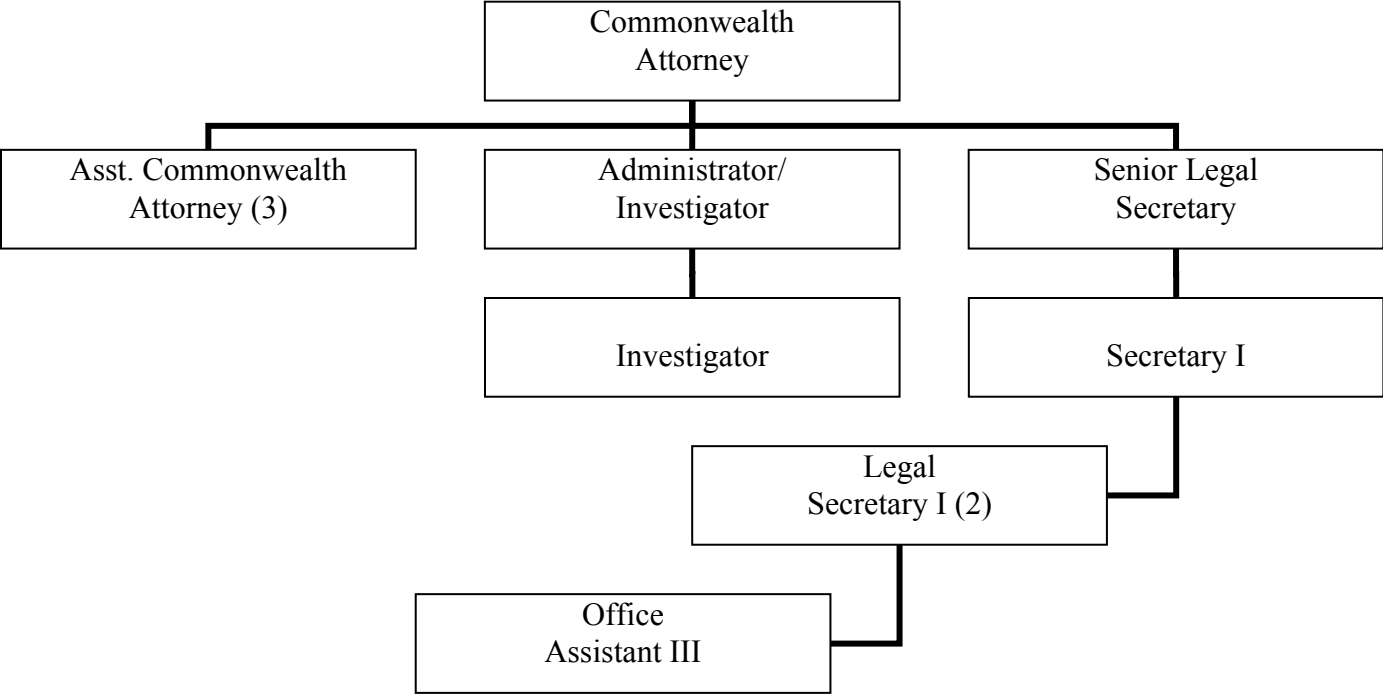 Commonwealth
Attorney
Asst. Commonwealth
Attorney (3)
Administrator/
Investigator
Senior Legal
Secretary
Investigator
Secretary I
Legal
Secretary I (2)
Office
Assistant III